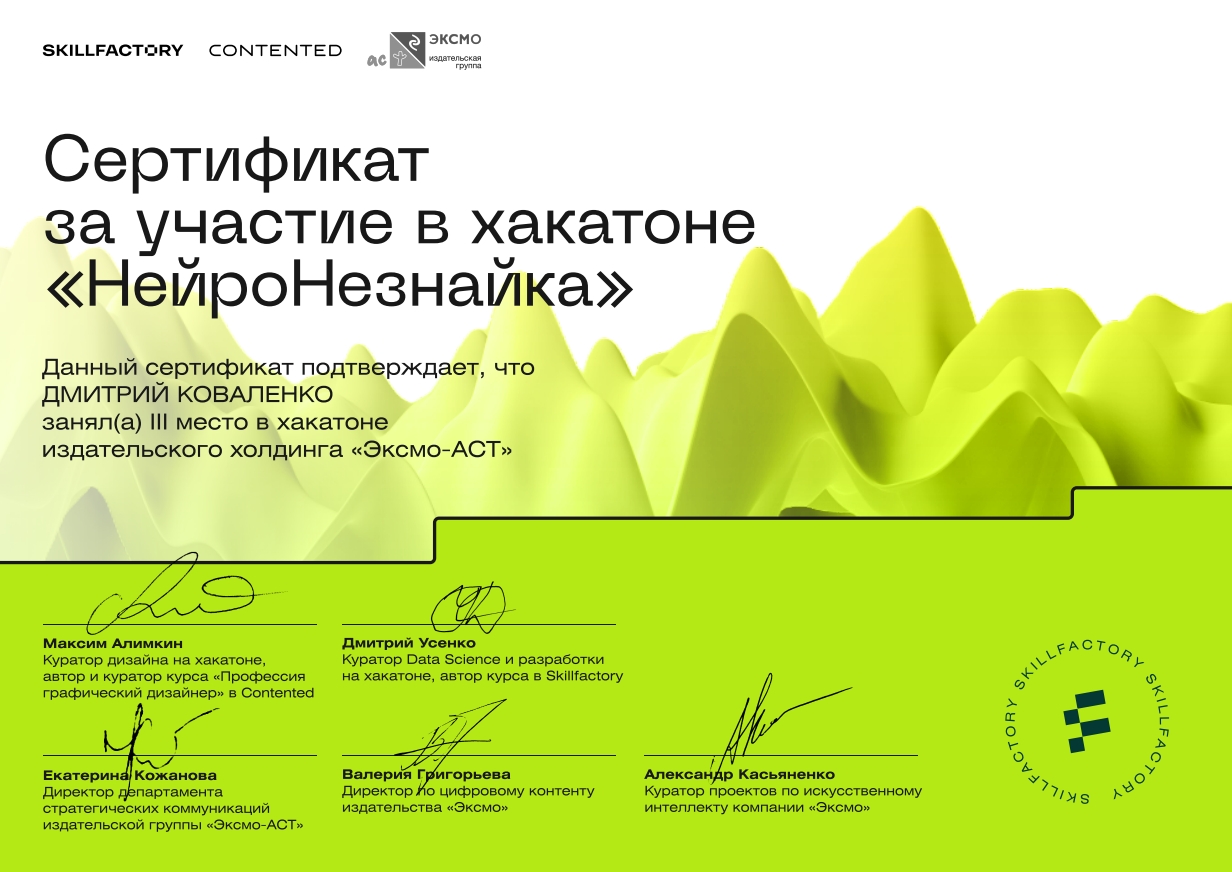 SKILLFACTORY CONTENTED
аст
ЭКСМО
издательская
группа
Сертификат
за участие в хакатоне
«НейроНезнайка»
Данный сертификат подтверждает, что
ДМИТРИЙ КОВАЛЕНКО
занял(а) III место в хакатоне
издательского холдинга «Эксмо-АСТ»
Максим Алимкин
Куратор дизайна на хакатоне,
автор и куратор курса «Профессия
графический дизайнер» в Contented
Дмитрий Усенко
Куратор Data Science и разработки
на хакатоне, автор курса в Skillfactory
Екатерина Кожанова
Директор департамента
стратегических коммуникаций
издательской группы «Эксмо-АСТ»
Валерия Григорьева
Директор по цифровому контенту
издательства «Эксмо»
Александр Касьяненко
Куратор проектов по искусственному
интеллекту компании «Эксмо»
SKILLFACTORY SKILLFACTORY SKILLFACTORY